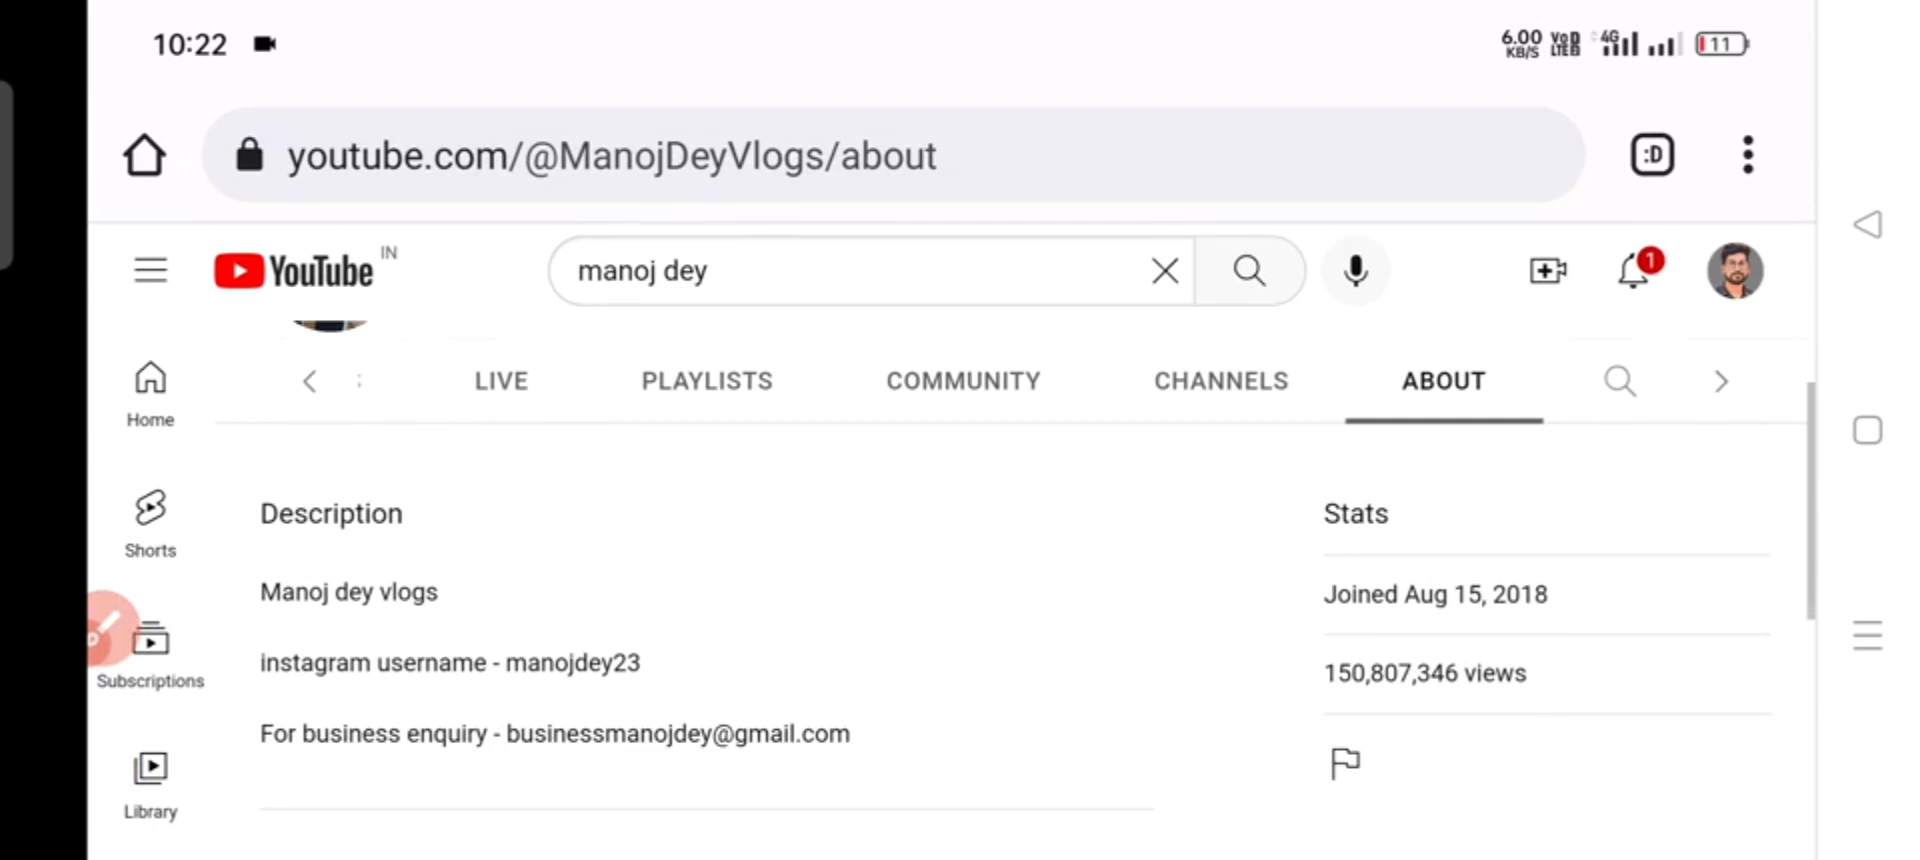 10:22
6.00 KB/S Vo LTE 4G 11
youtube.com/@ManojDeyVlogs/about
:D
YouTube IN
manoj dey
1
LIVE PLAYLISTS COMMUNITY CHANNELS ABOUT
Home
Shorts
Subscriptions
Library
Description
Manoj dey vlogs
instagram username - manojdey23
For business enquiry - businessmanojdey@gmail.com
Stats
Joined Aug 15, 2018
150,807,346 views